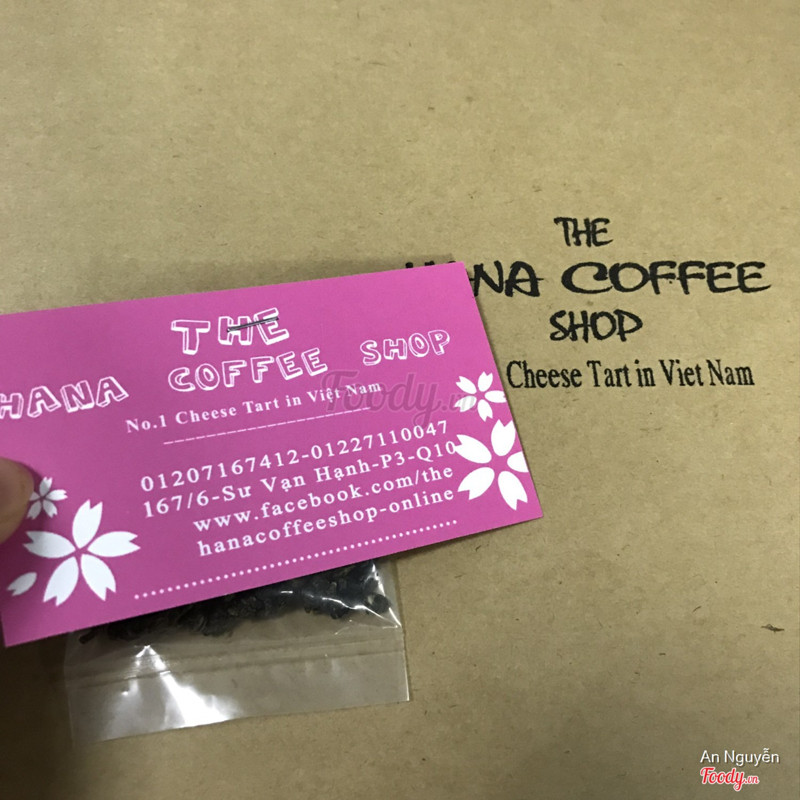 THE
HANA COFFEE SHOP
No.1 Cheese Tart in Việt Nam
01207167412-01227110047
167/6-Sư Vạn Hạnh-P3-Q10
www.facebook.com/the
hanacoffeeshop-online
THE
HANA COFFEE
SHOP
Cheese Tart in Viet Nam
Foody.vn
An Nguyễn
Foody.vn